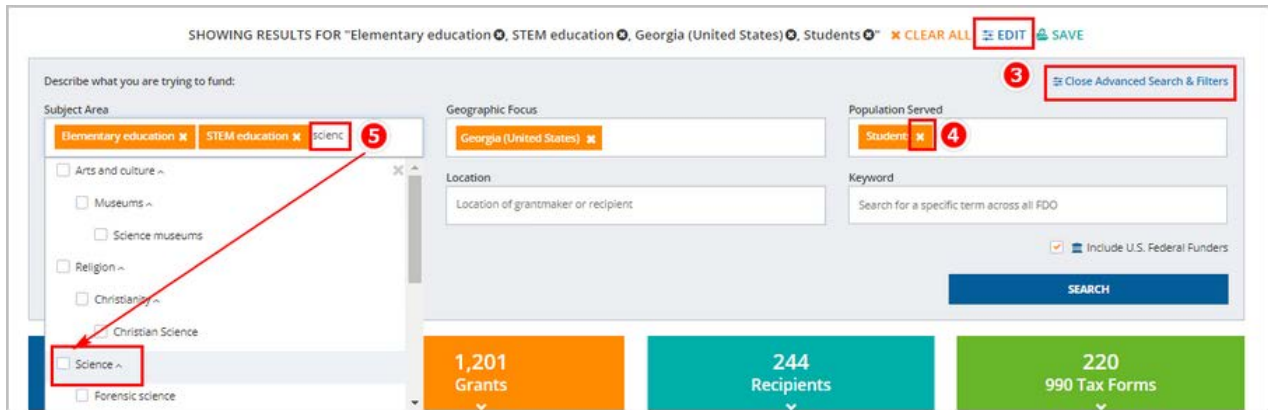 SHOWING RESULTS FOR "Elementary education, STEM education, Georgia (United States), Students" CLEAR ALL EDIT SAVE
3
Close Advanced Search & Filters
Describe what you are trying to fund:
Subject Area
Elementary education STEM education scienc
5
Geographic Focus
Georgia (United States)
Population Served
Student
4
Arts and culture
Museums
Science museums
Religion
Christianity
Christian Science
Science
Forensic science
Location
Location of grantmaker or recipient
Keyword
Search for a specific term across all FDO
Include U.S. Federal Funders
SEARCH
1,201
Grants
244
Recipients
220
990 Tax Forms